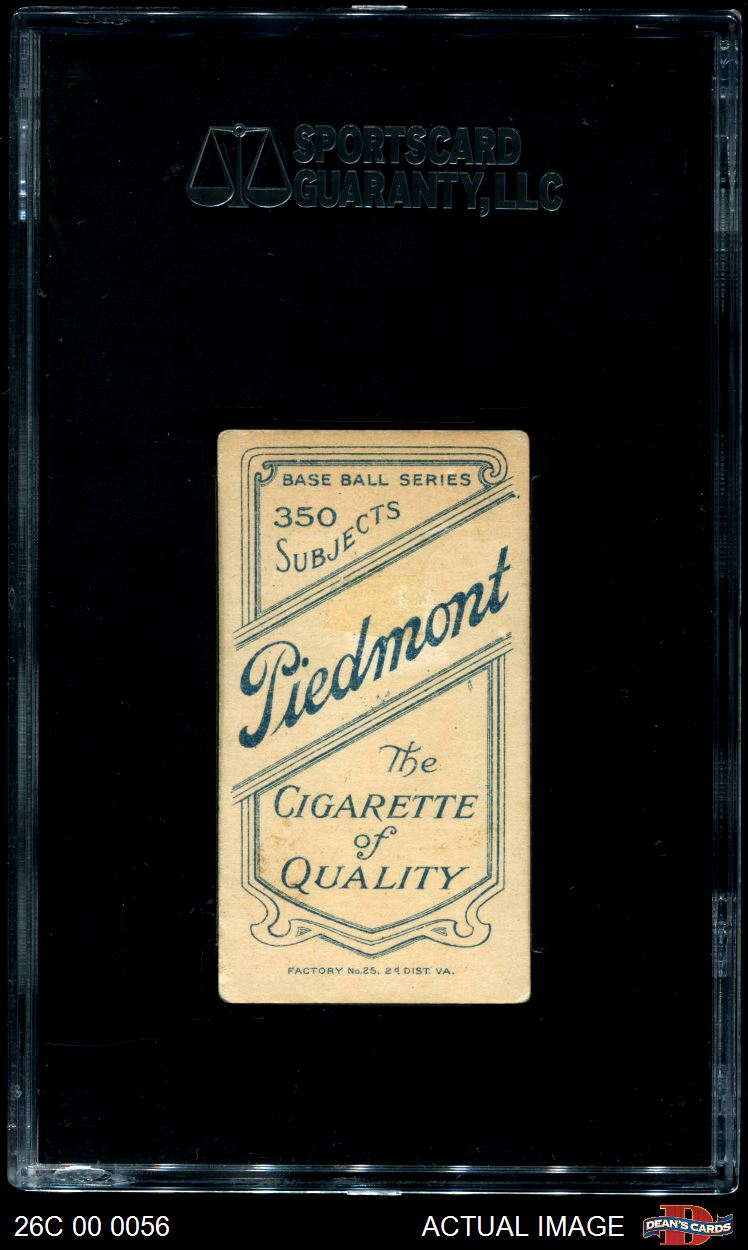 SPORTSCARD
GUARANTY, LLC
BASE BALL SERIES
350
SUBJECTS
Piedmont
The
CIGARETTE
of
QUALITY
FACTORY No. 25, 2d DIST. VA.
26C 00 0056
ACTUAL IMAGE
D
DEAN'S CARDS